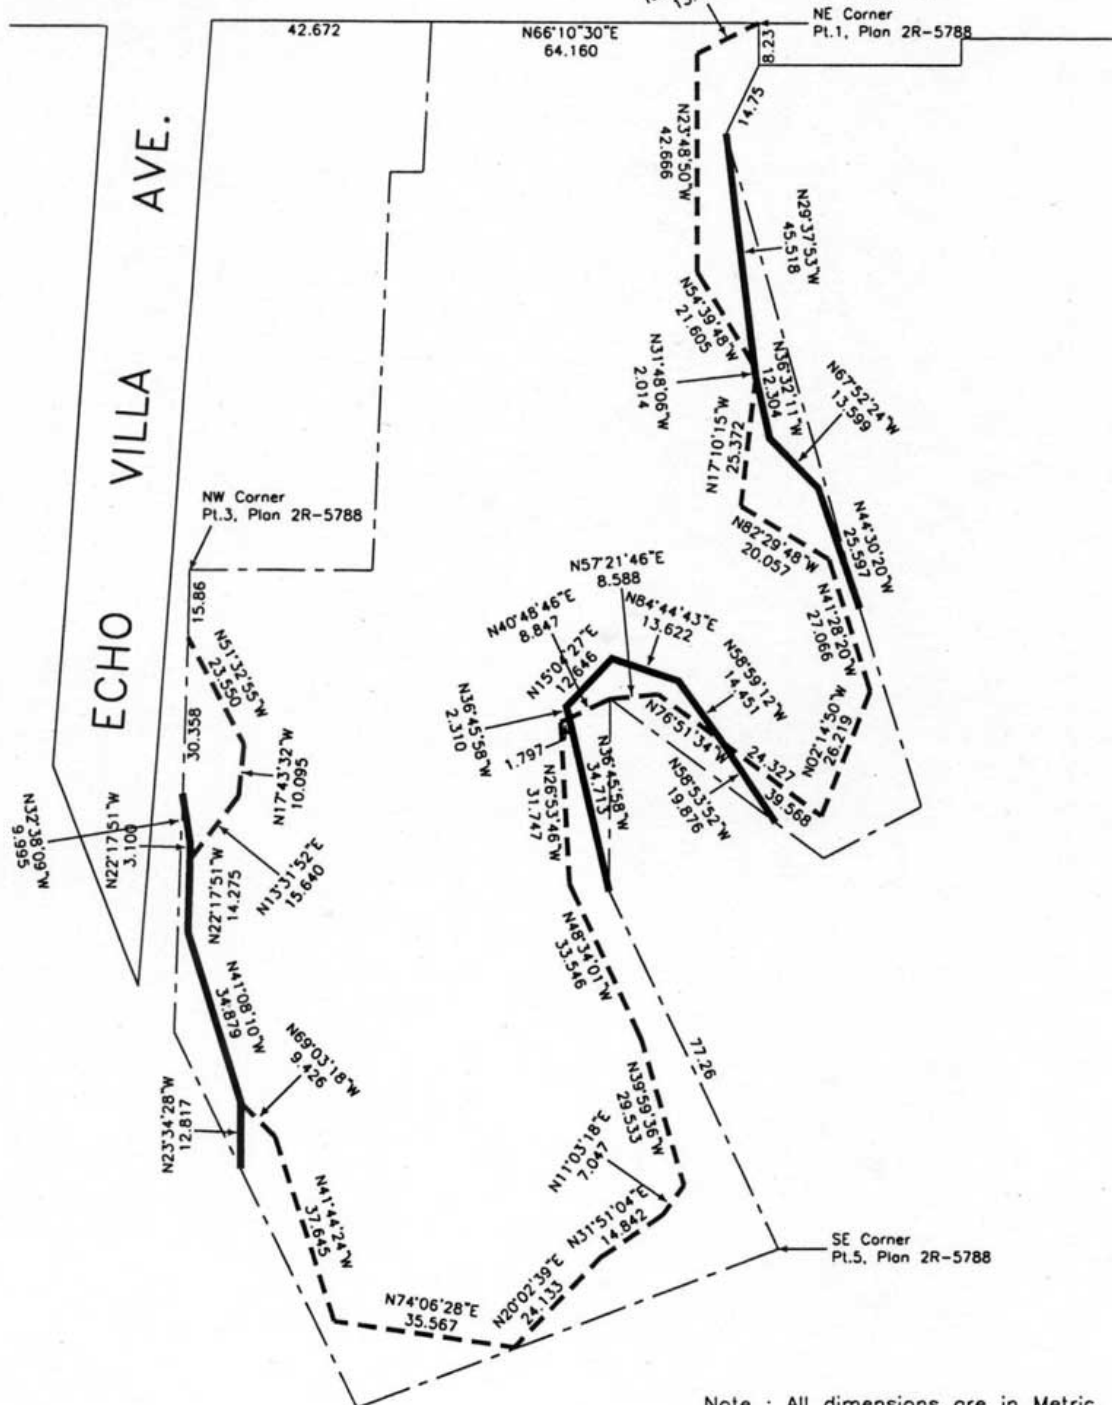 42.672
N66°10'30"E
64.160
NE Corner
Pt.1, Plan 2R-5788
8.23
14.75
N23°48'50"W
42.666
N29°37'53"W
45.518
N54°39'48"W
21.605
N31°48'06"W
2.014
N36°32'11"W
12.304
N67°52'24"W
13.599
N17°10'15"W
25.372
N82°29'48"W
20.057
N44°30'20"W
25.597
N41°28'20"W
27.066
N02°14'50"W
26.219
ECHO VILLA AVE.
NW Corner
Pt.3, Plan 2R-5788
15.86
N51°32'55"W
23.550
30.358
N17°43'32"W
10.095
N32°38'09"W
9.995
N22°17'51"W
3.100
N13°31'52"E
15.640
N22°17'51"W
14.275
N41°08'10"W
34.879
N69°03'18"W
9.426
N23°34'28"W
12.817
N41°44'24"W
37.645
N74°06'28"E
35.567
N20°02'39"E
24.133
N31°51'04"E
14.842
N11°03'18"E
7.047
N39°59'36"W
29.533
N48°34'01"W
33.546
N26°53'46"W
31.747
N36°45'58"W
34.713
1.797
N36°45'58"W
2.310
N15°04'27"E
12.646
N40°48'46"E
8.847
N57°21'46"E
8.588
N84°44'43"E
13.622
N58°59'12"W
14.451
N76°51'34"W
39.568
24.327
N58°53'52"W
19.876
77.26
SE Corner
Pt.5, Plan 2R-5788
Note : All dimensions are in Metric